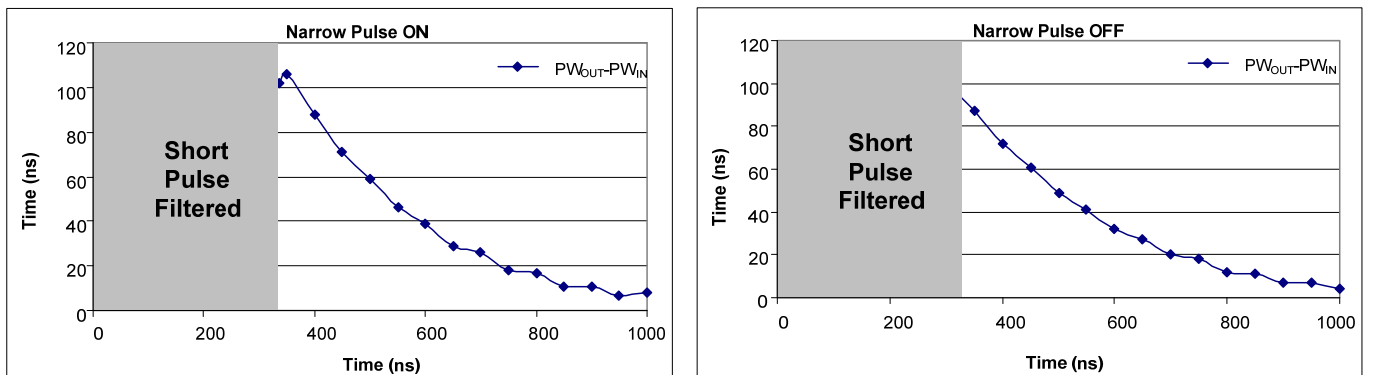 Narrow Pulse ON
120
100
80
60
40
20
0
Time (ns)
PWOUT-PWIN
Short
Pulse
Filtered
0
200
400
600
800
1000
Time (ns)
Narrow Pulse OFF
120
100
80
60
40
20
0
Time (ns)
PWOUT-PWIN
Short
Pulse
Filtered
0
200
400
600
800
1000
Time (ns)